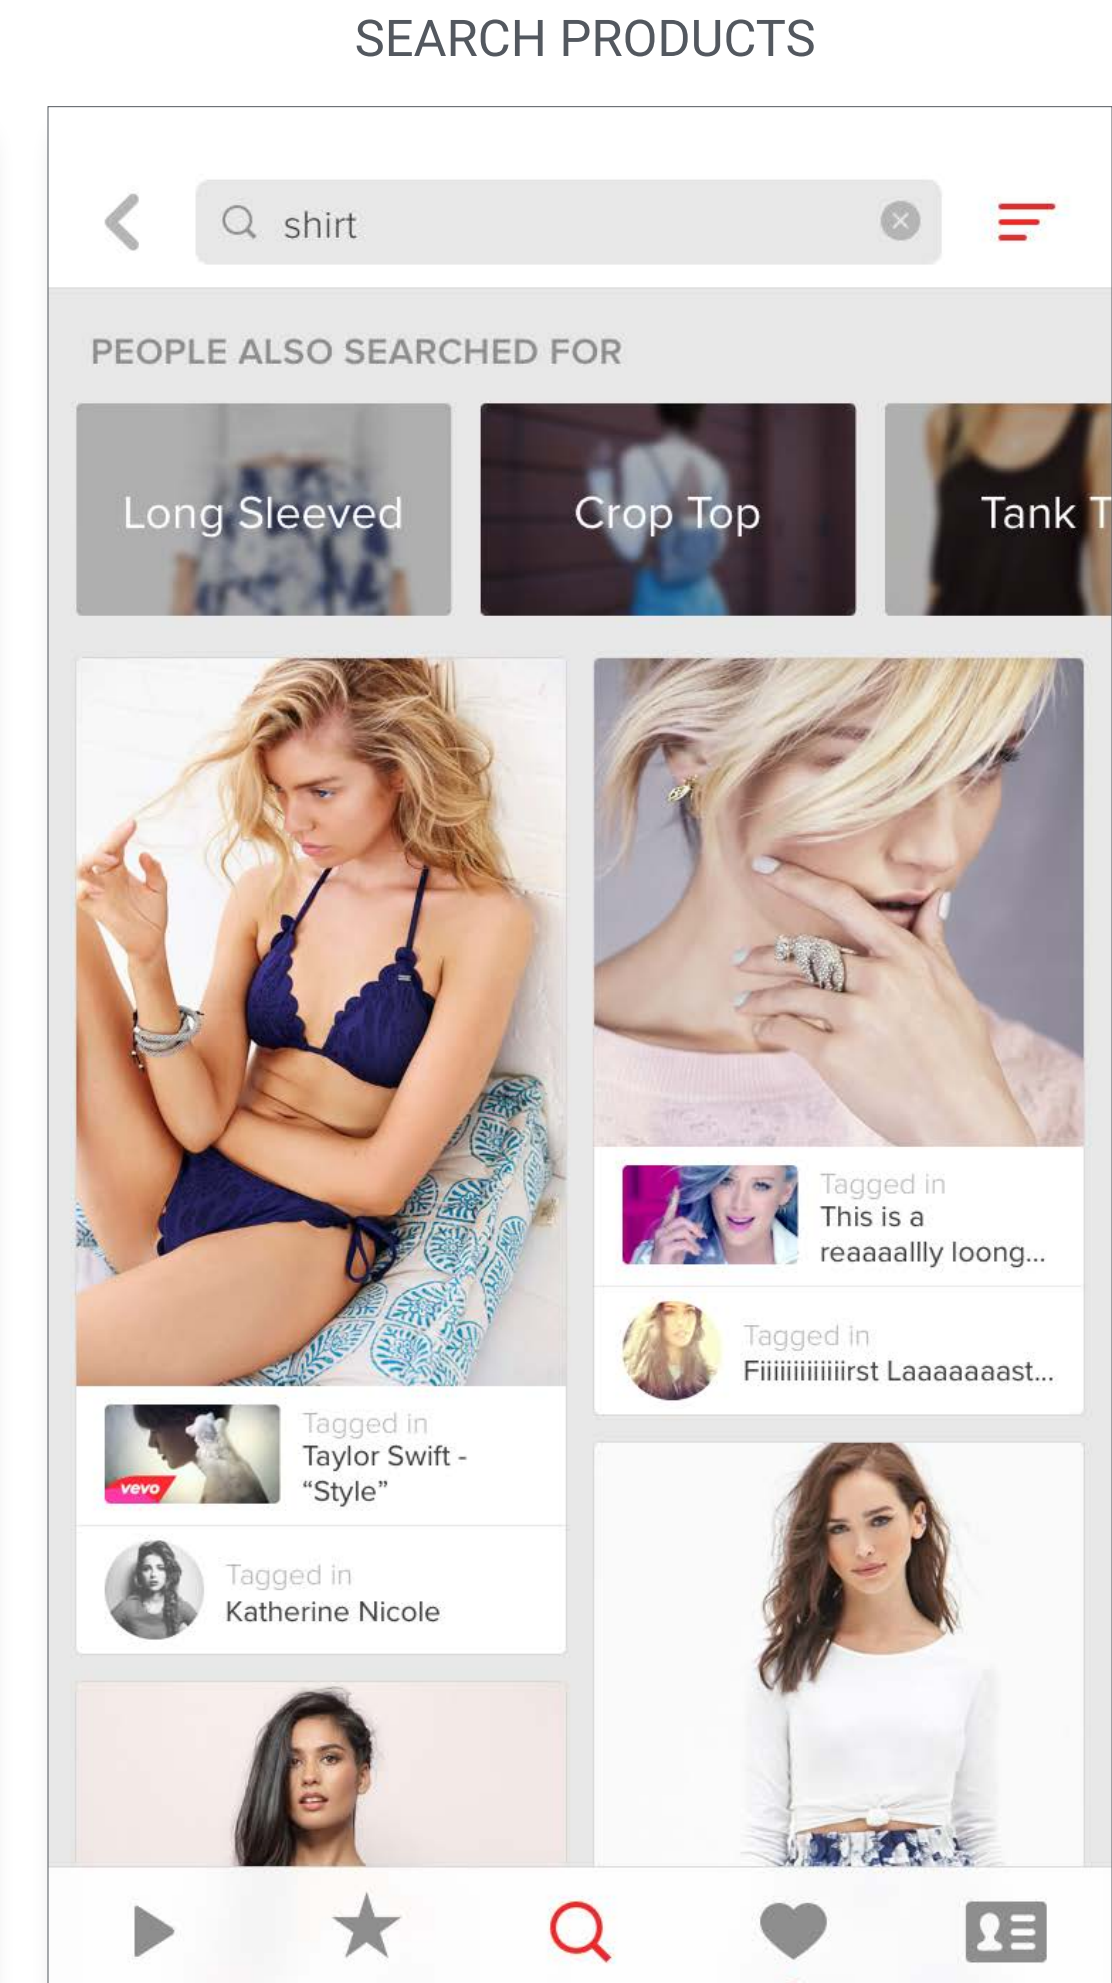 SEARCH PRODUCTS
shirt
PEOPLE ALSO SEARCHED FOR
Long Sleeved
Crop Top
Tank T
Tagged in
This is a
reaaaallly loong...
Tagged in
Fiiiiiiiiiiiiirst Laaaaaaast...
vevo
Tagged in
Taylor Swift -
“Style”
Tagged in
Katherine Nicole